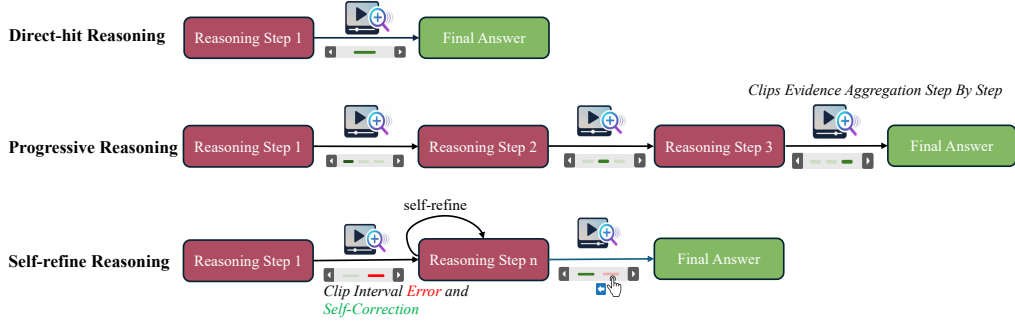 Direct-hit Reasoning
Reasoning Step 1
Final Answer
Clips Evidence Aggregation Step By Step
Progressive Reasoning
Reasoning Step 1
Reasoning Step 2
Reasoning Step 3
Final Answer
self-refine
Self-refine Reasoning
Reasoning Step 1
Reasoning Step n
Final Answer
Clip Interval Error and
Self-Correction